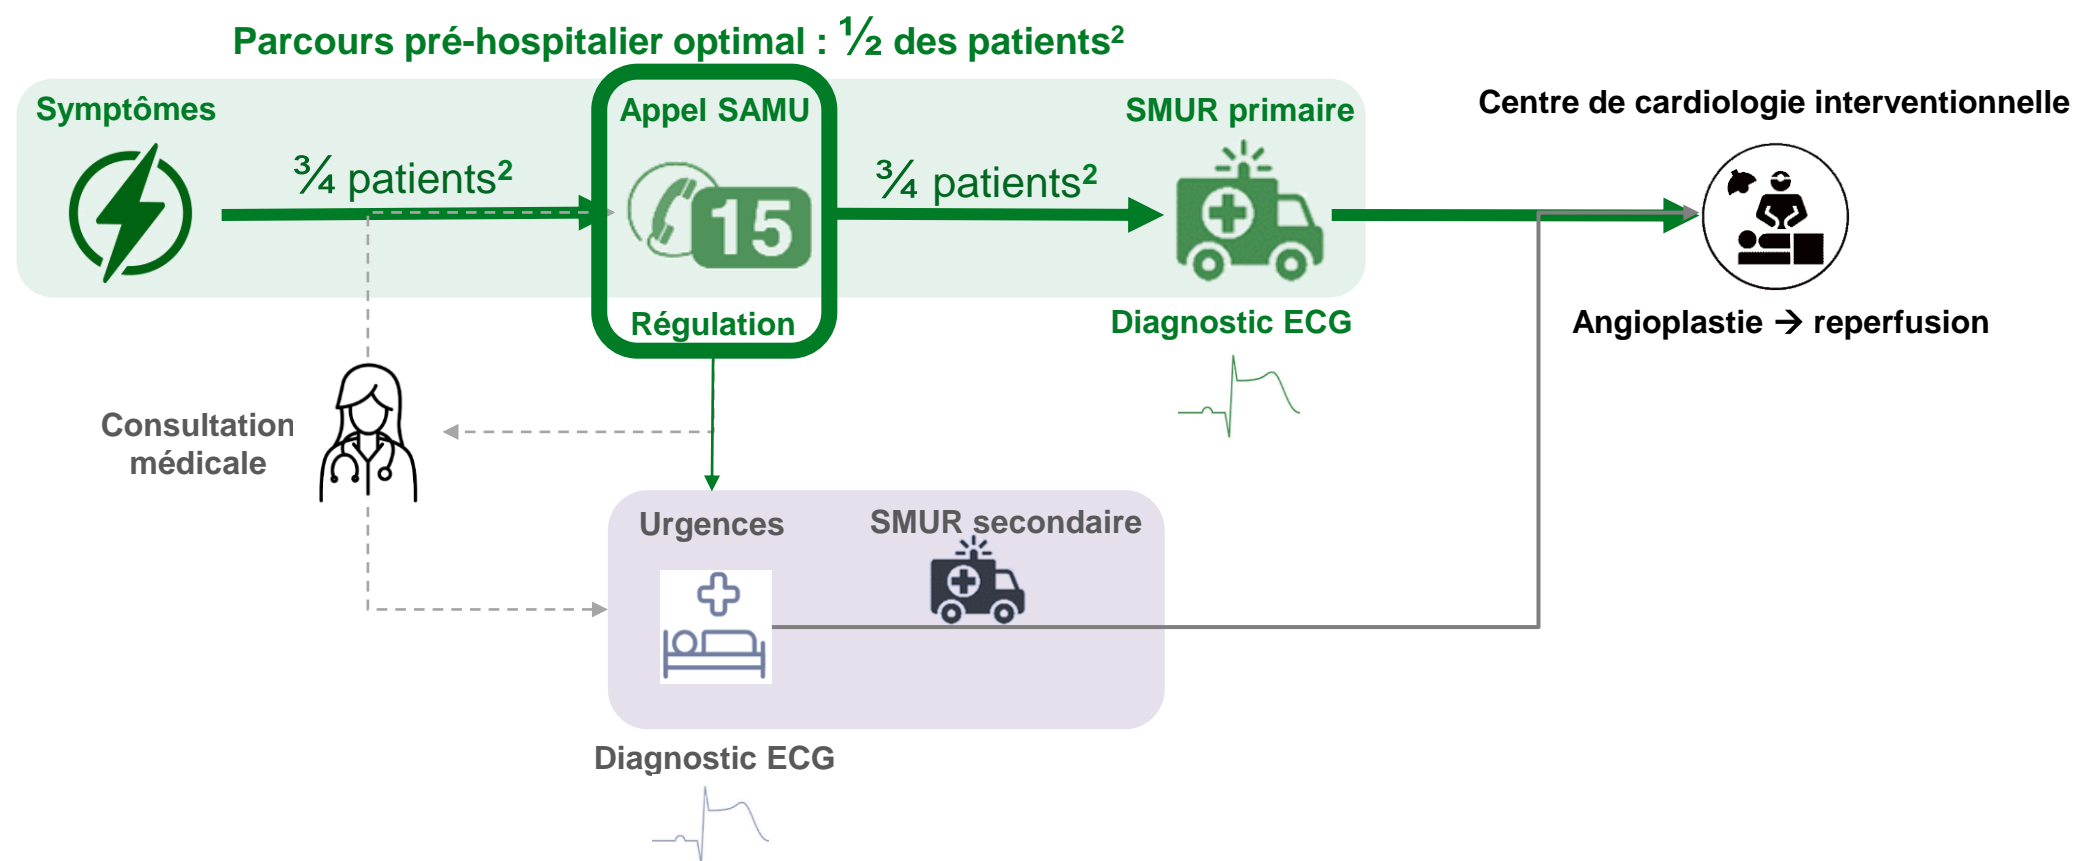 Parcours pré-hospitalier optimal : ½ des patients²
Symptômes
Appel SAMU
SMUR primaire
Centre de cardiologie interventionnelle
¾ patients²
¾ patients²
15
Régulation
Diagnostic ECG
Angioplastie → reperfusion
Consultation
médicale
Urgences
SMUR secondaire
Diagnostic ECG